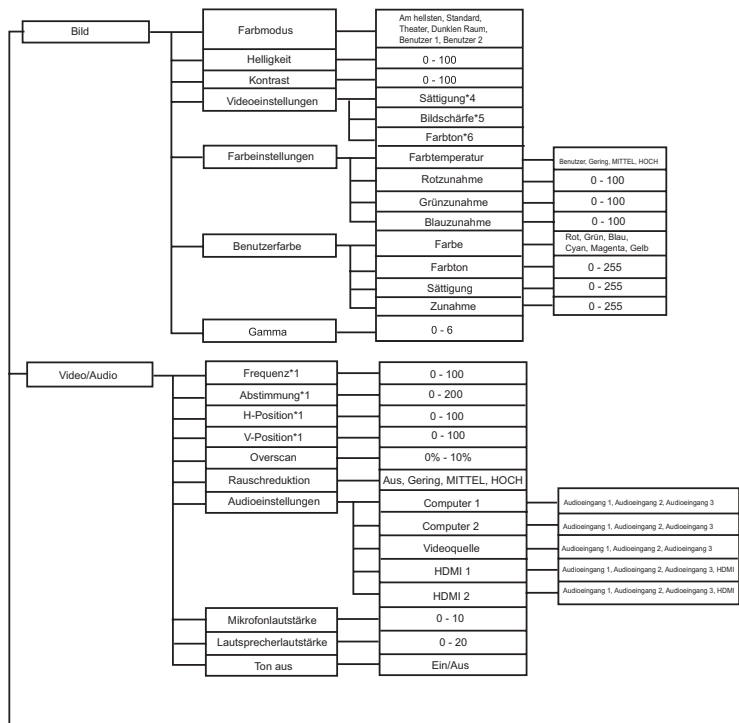 Bild
Farbmodus
Am hellsten, Standard,
Theater, Dunklen Raum,
Benutzer 1, Benutzer 2
Helligkeit
0 - 100
Kontrast
0 - 100
Videoeinstellungen
Sättigung*4
Bildschärfe*5
Farbton*6
Farbeinstellungen
Farbtemperatur
Benutzer, Gering, MITTEL, HOCH
Rotzunahme
0 - 100
Grünzunahme
0 - 100
Blauzunahme
0 - 100
Benutzerfarbe
Farbe
Rot, Grün, Blau,
Cyan, Magenta, Gelb
Farbton
0 - 255
Sättigung
0 - 255
Zunahme
0 - 255
Gamma
0 - 6
Video/Audio
Frequenz*1
0 - 100
Abstimmung*1
0 - 200
H-Position*1
0 - 100
V-Position*1
0 - 100
Overscan
0% - 10%
Rauschreduktion
Aus, Gering, MITTEL, HOCH
Audioeinstellungen
Computer 1
Audioeingang 1, Audioeingang 2, Audioeingang 3
Computer 2
Audioeingang 1, Audioeingang 2, Audioeingang 3
Videoquelle
Audioeingang 1, Audioeingang 2, Audioeingang 3
HDMI 1
Audioeingang 1, Audioeingang 2, Audioeingang 3, HDMI
HDMI 2
Audioeingang 1, Audioeingang 2, Audioeingang 3, HDMI
Mikrofonlautstärke
0 - 10
Lautsprecherlautstärke
0 - 20
Ton aus
Ein/Aus